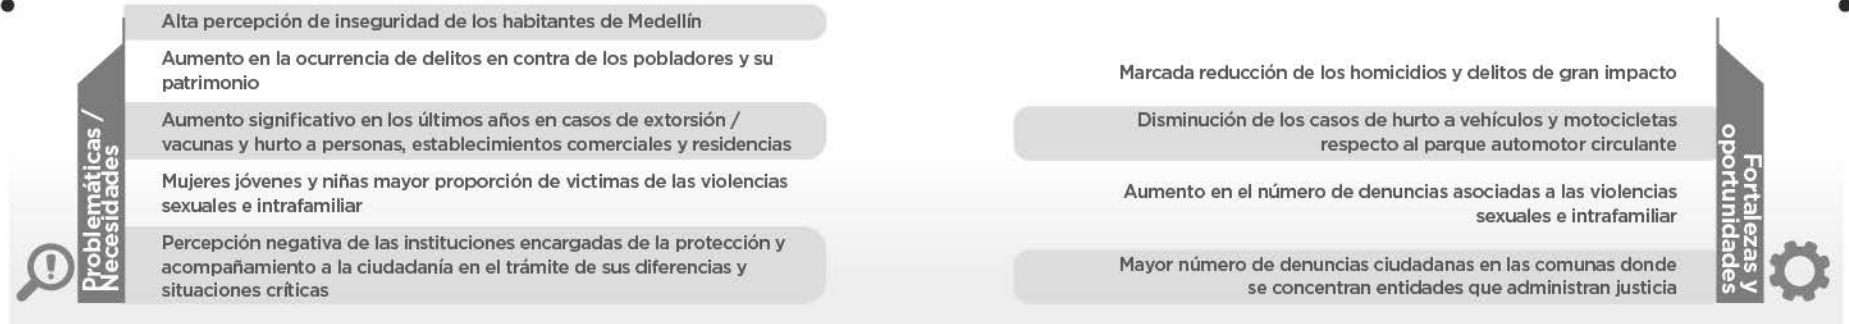 Problemáticas /
Necesidades
Alta percepción de inseguridad de los habitantes de Medellín
Aumento en la ocurrencia de delitos en contra de los pobladores y su
patrimonio
Aumento significativo en los últimos años en casos de extorsión /
vacunas y hurto a personas, establecimientos comerciales y residencias
Mujeres jóvenes y niñas mayor proporción de victimas de las violencias
sexuales e intrafamiliar
Percepción negativa de las instituciones encargadas de la protección y
acompañamiento a la ciudadanía en el trámite de sus diferencias y
situaciones críticas
Fortalezas y
oportunidades
Marcada reducción de los homicidios y delitos de gran impacto
Disminución de los casos de hurto a vehículos y motocicletas
respecto al parque automotor circulante
Aumento en el número de denuncias asociadas a las violencias
sexuales e intrafamiliar
Mayor número de denuncias ciudadanas en las comunas donde
se concentran entidades que administran justicia